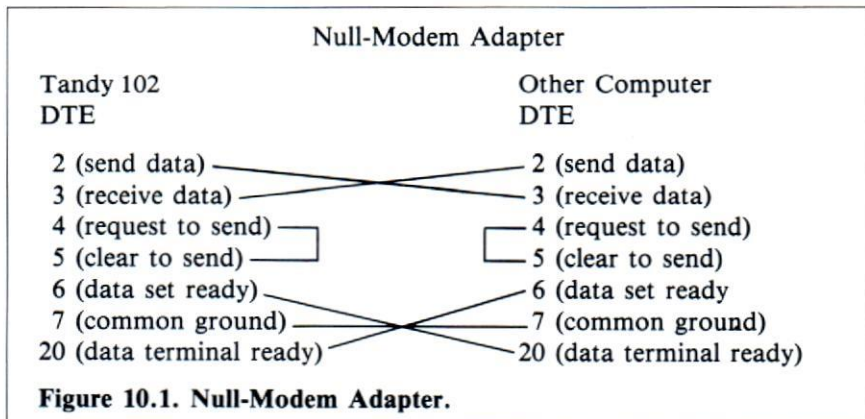 Null-Modem Adapter
Tandy 102 Other Computer
DTE DTE
2 (send data) 2 (send data)
3 (receive data) 3 (receive data)
4 (request to send) 4 (request to send)
5 (clear to send) 5 (clear to send)
6 (data set ready) 6 (data set ready
7 (common ground) 7 (common ground)
20 (data terminal ready) 20 (data terminal ready)
Figure 10.1. Null-Modem Adapter.